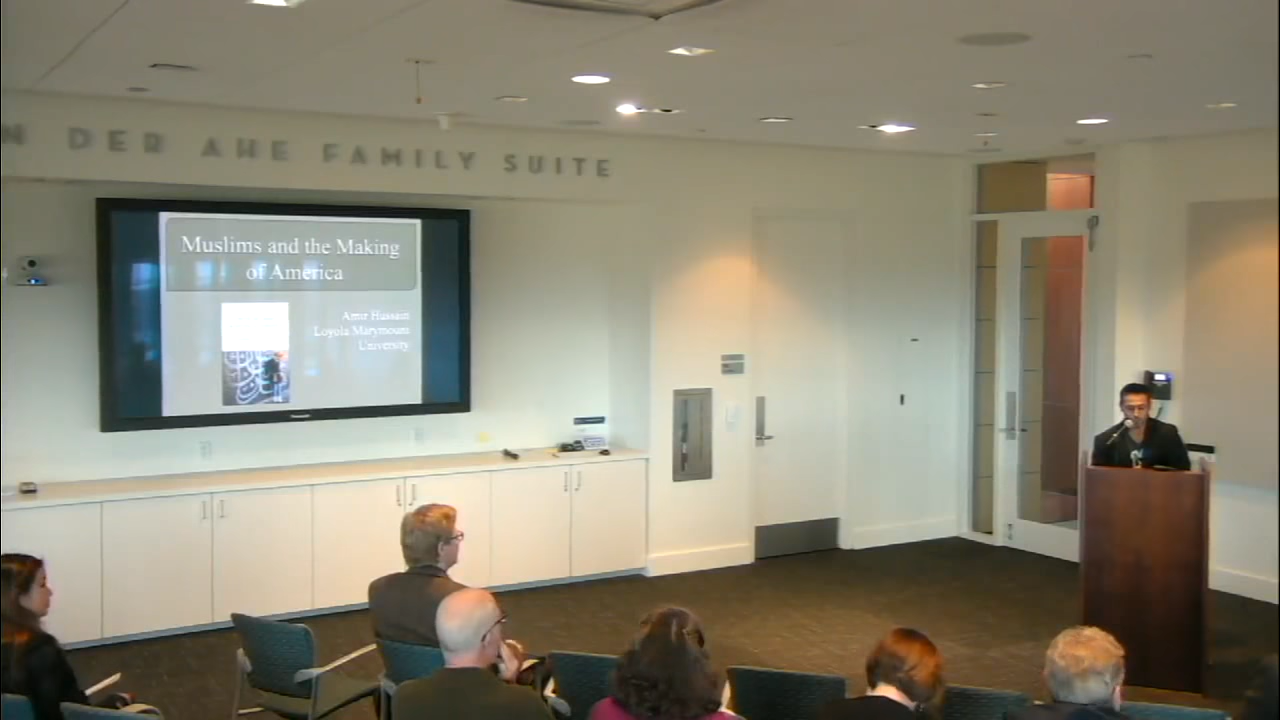 N DER AHE FAMILY SUITE
Muslims and the Making
of America
Amir Hussain
Loyola Marymount
University